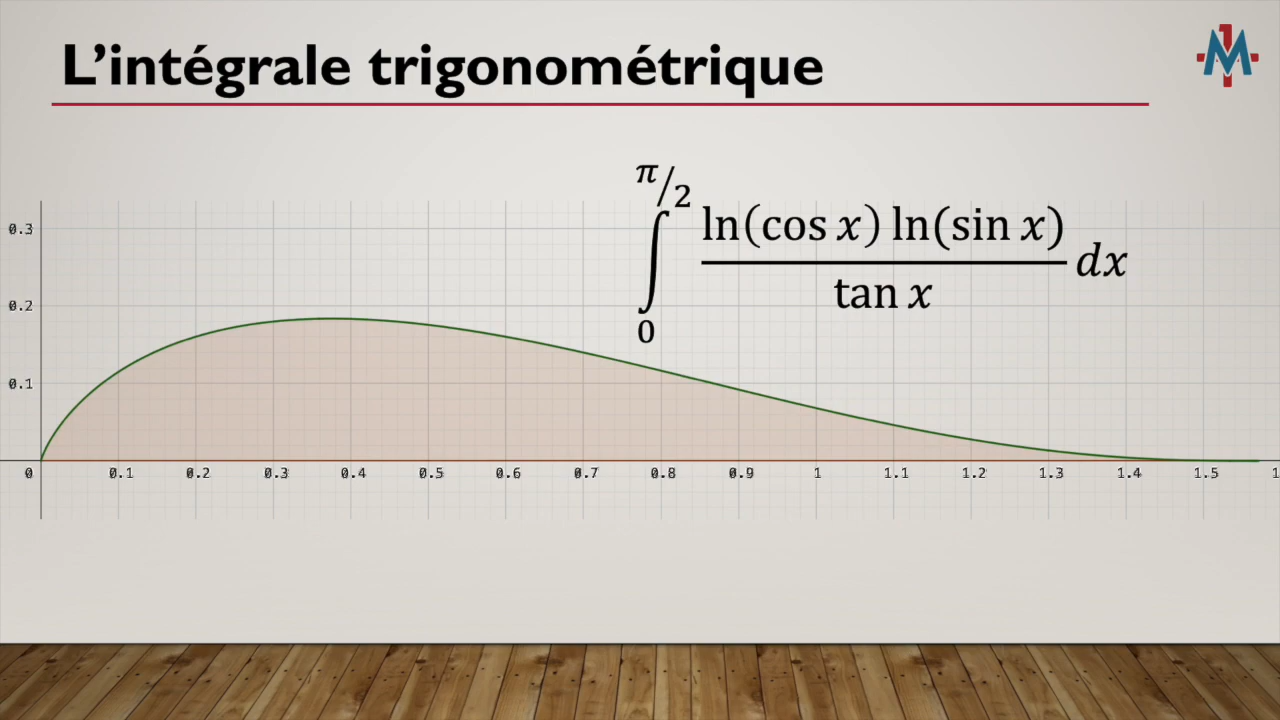 L'intégrale trigonométrique
1
M
π/2
ln(cos x) ln(sin x)
∫ dx
tan x
0
0.3
0.2
0.1
0 0.1 0.2 0.3 0.4 0.5 0.6 0.7 0.8 0.9 1 1.1 1.2 1.3 1.4 1.5